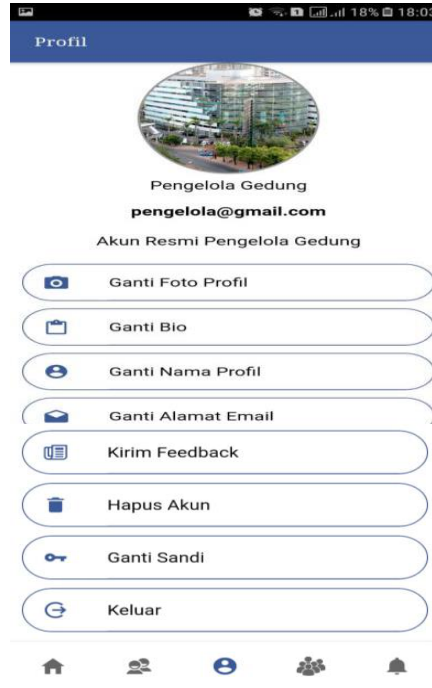 18% 18:03
Profil
Pengelola Gedung
pengelola@gmail.com
Akun Resmi Pengelola Gedung
Ganti Foto Profil
Ganti Bio
Ganti Nama Profil
Ganti Alamat Email
Kirim Feedback
Hapus Akun
Ganti Sandi
Keluar